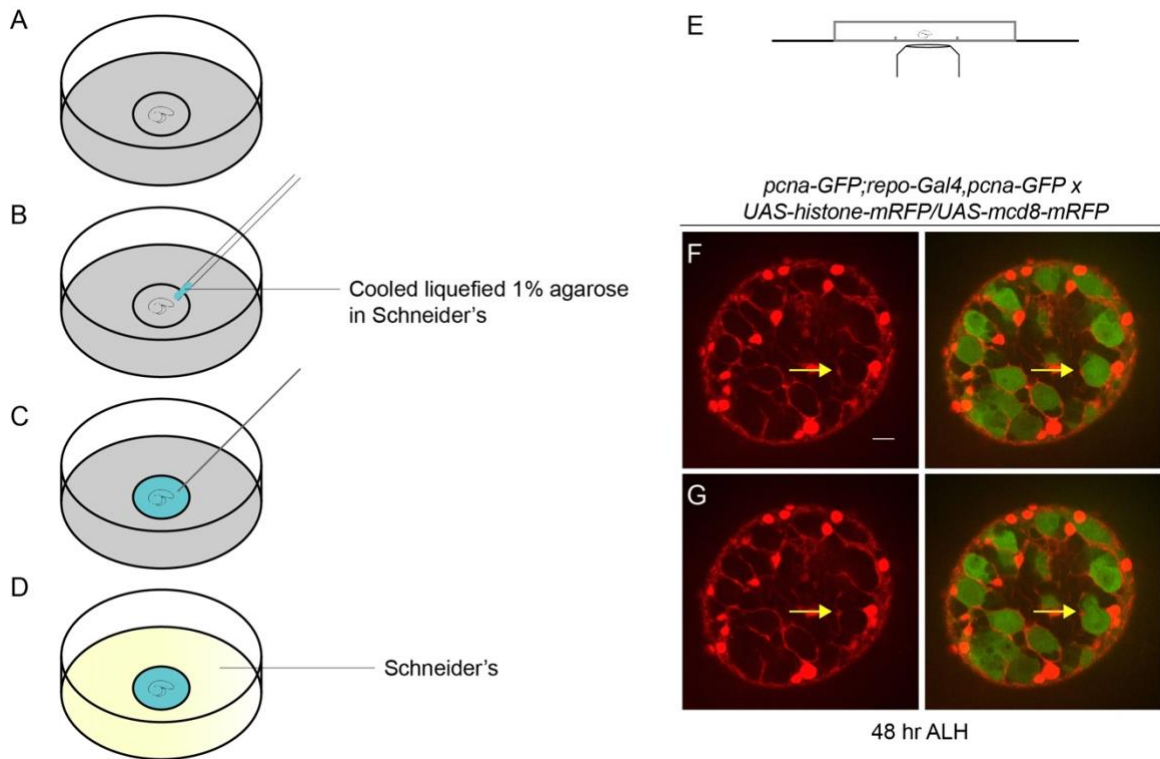 A
B
Cooled liquefied 1% agarose
in Schneider's
C
D
Schneider's
E
pcna-GFP;repo-Gal4,pcna-GFP x
UAS-histone-mRFP/UAS-mcd8-mRFP
F
G
48 hr ALH